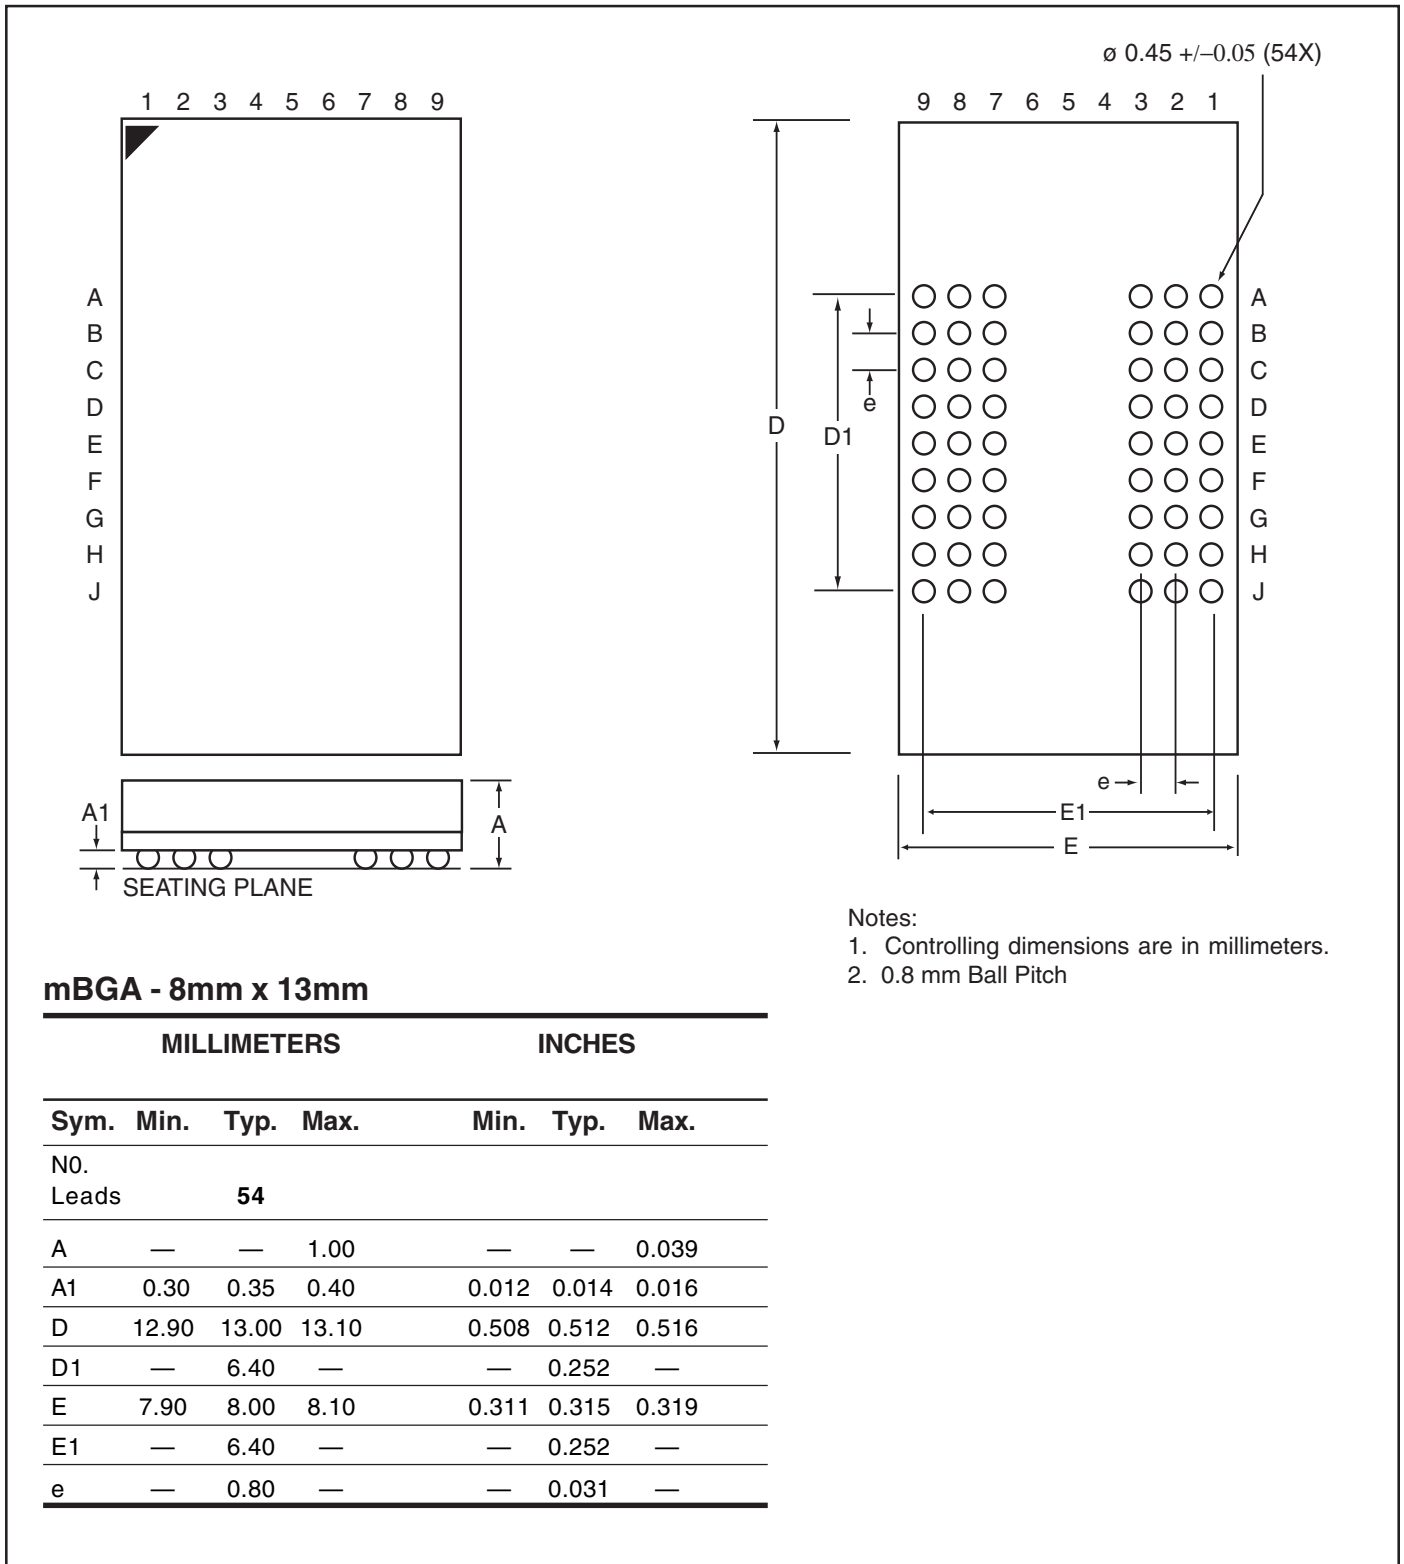 ø 0.45 +/–0.05 (54X)
1 2 3 4 5 6 7 8 9
9 8 7 6 5 4 3 2 1
A
B
C
D
E
F
G
H
J
A
B
C
D
E
F
G
H
J
e
D
D1
e
E1
E
A1
A
SEATING PLANE
Notes:
1. Controlling dimensions are in millimeters.
2. 0.8 mm Ball Pitch
mBGA - 8mm x 13mm
MILLIMETERS INCHES
Sym. Min. Typ. Max. Min. Typ. Max.
N0.
Leads 54
A — — 1.00 — — 0.039
A1 0.30 0.35 0.40 0.012 0.014 0.016
D 12.90 13.00 13.10 0.508 0.512 0.516
D1 — 6.40 — — 0.252 —
E 7.90 8.00 8.10 0.311 0.315 0.319
E1 — 6.40 — — 0.252 —
e — 0.80 — — 0.031 —